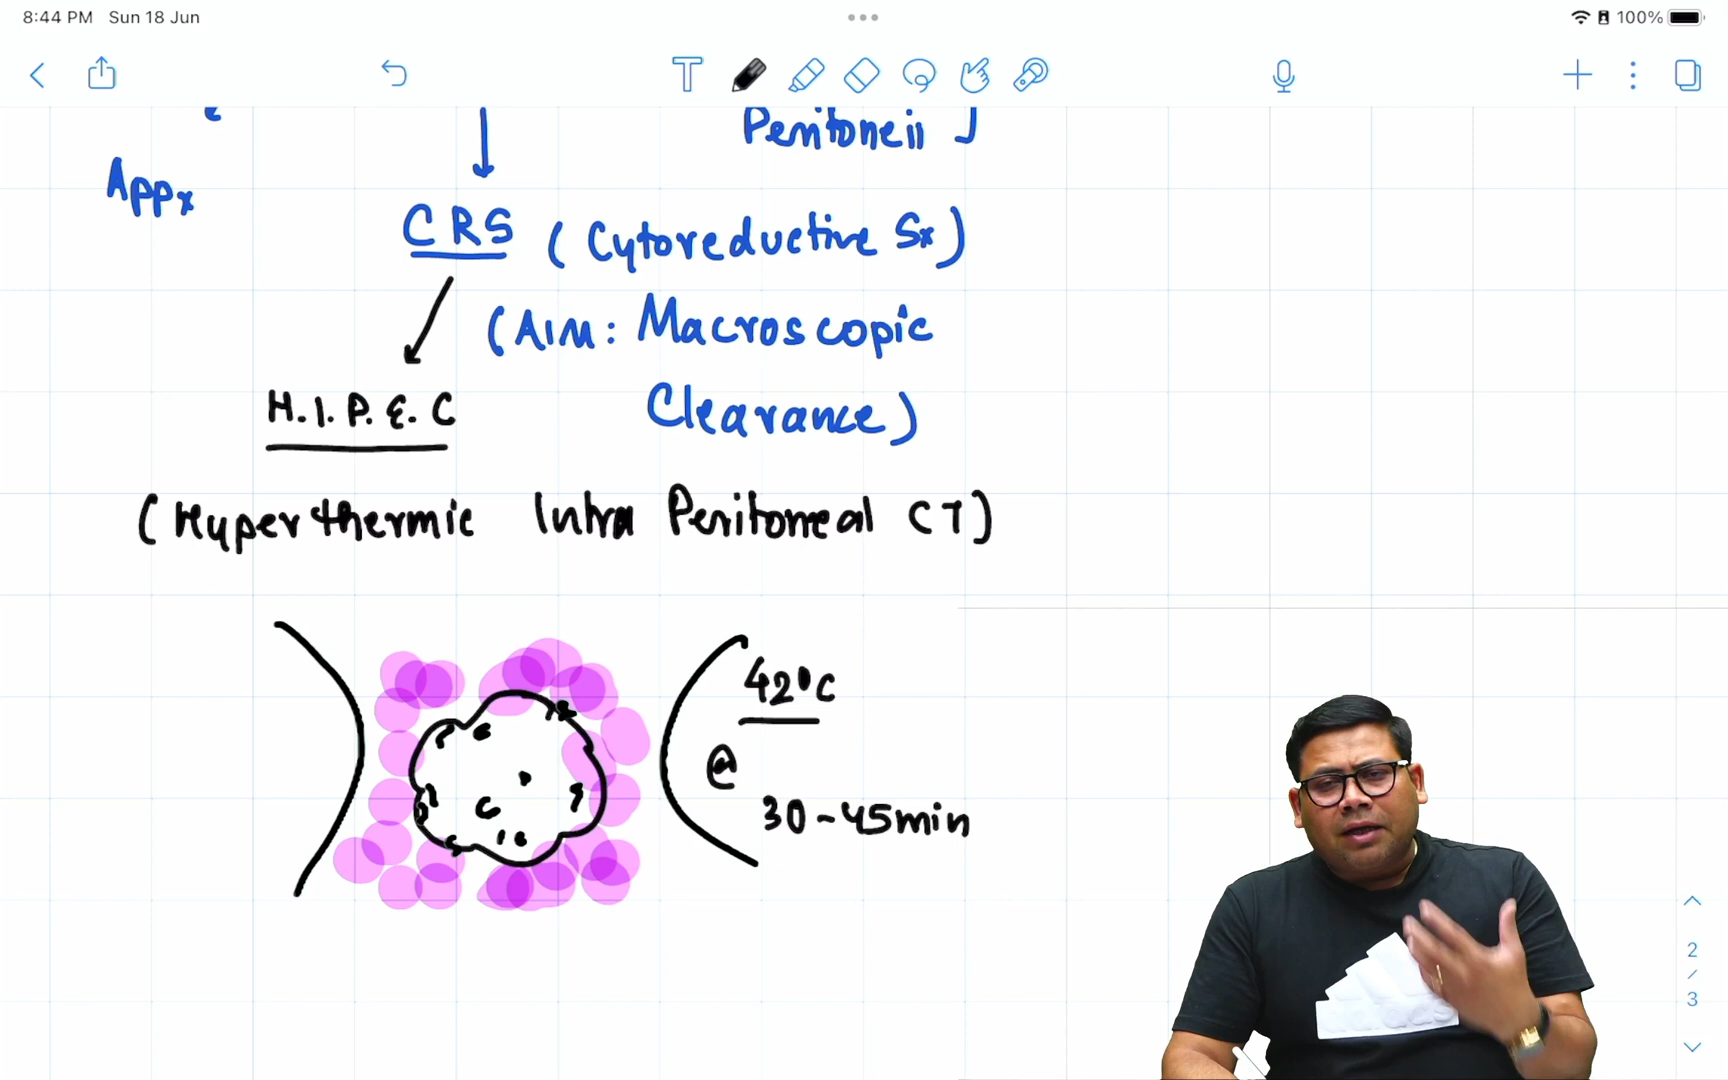 8:44 PM Sun 18 Jun
100%
Peritoneii ]
Appx
CRS (Cytoreductive Sx)
(AIM: Macroscopic
Clearance)
H.I.P.E.C
(Hyperthermic Intra Peritoneal CT)
42°C
@
30-45min
2
/
3